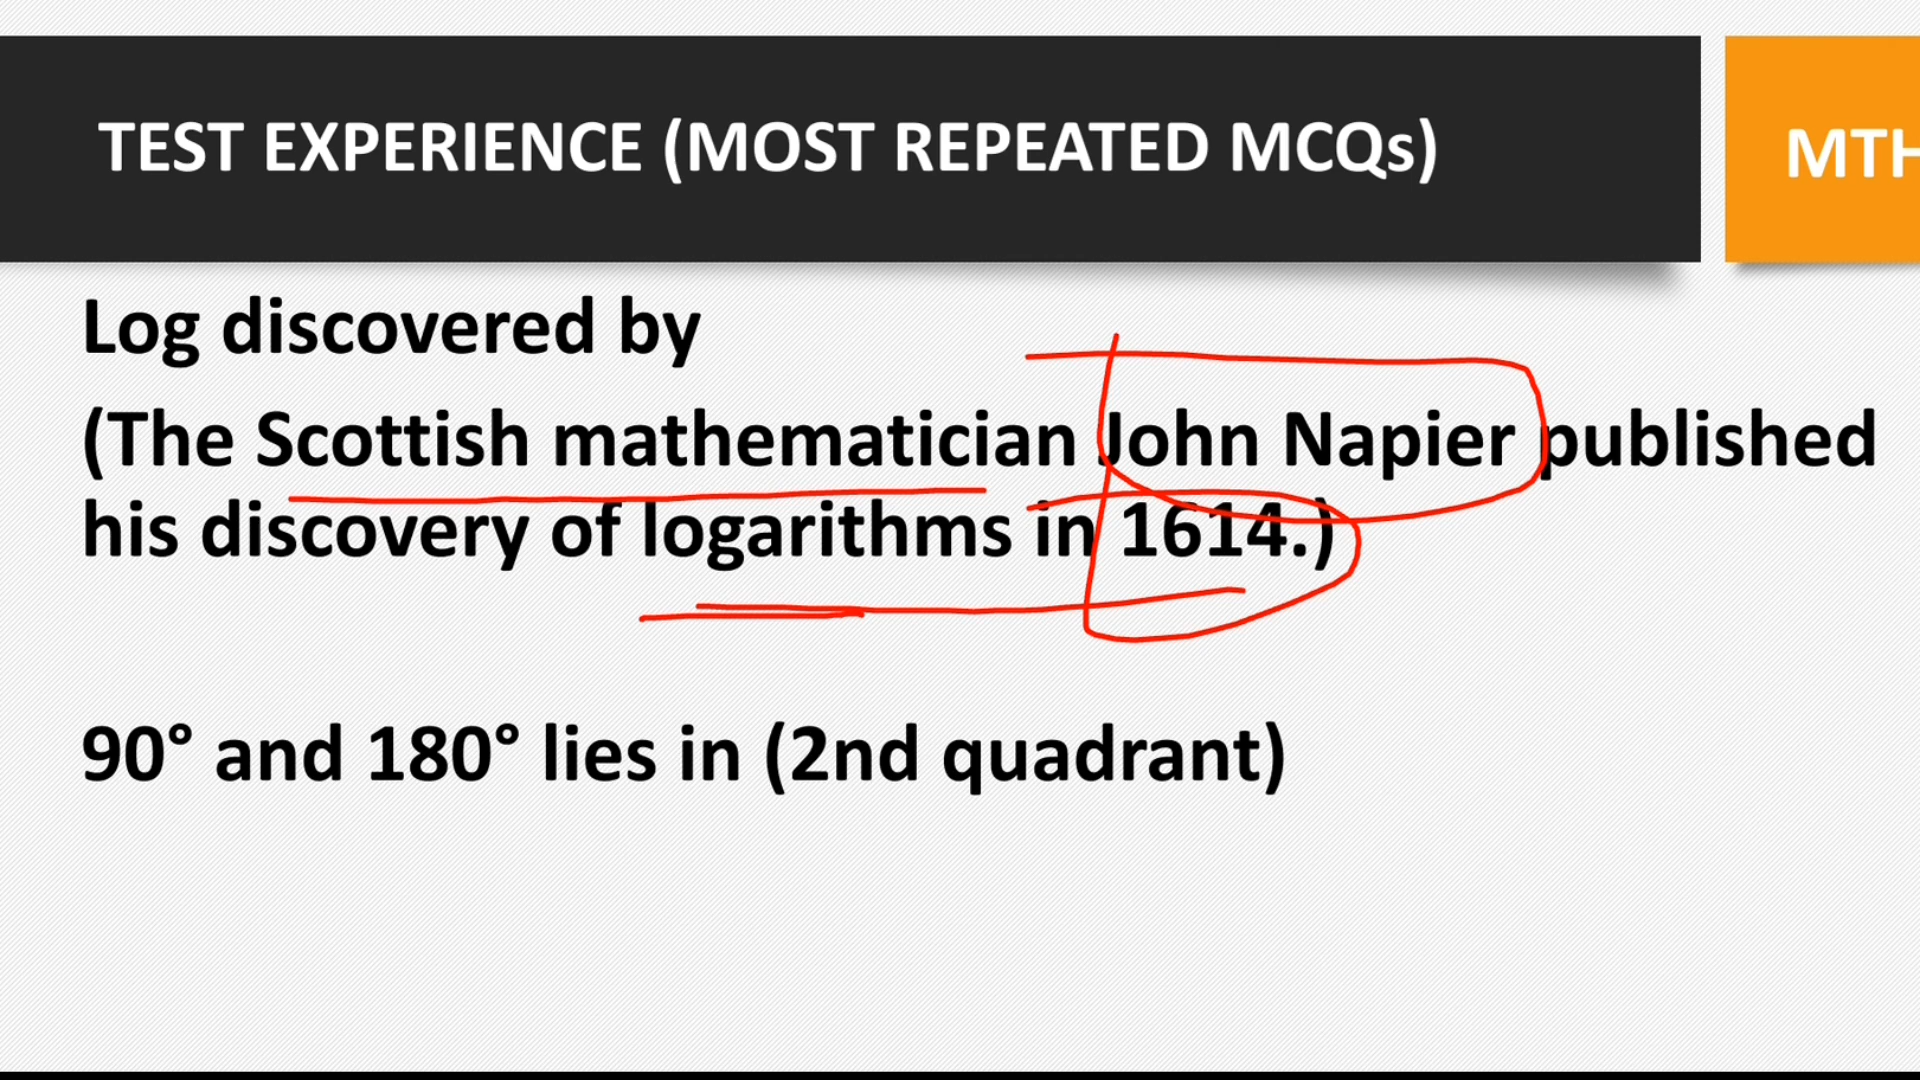 TEST EXPERIENCE (MOST REPEATED MCQs)
MTH
Log discovered by
(The Scottish mathematician John Napier published
his discovery of logarithms in 1614.)
90° and 180° lies in (2nd quadrant)